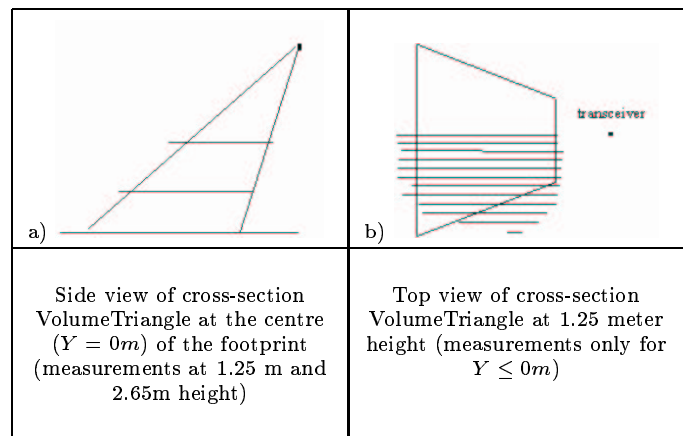 transceiver
a)
b)
Side view of cross-section
VolumeTriangle at the centre
(Y = 0m) of the footprint
(measurements at 1.25 m and
2.65m height)
Top view of cross-section
VolumeTriangle at 1.25 meter
height (measurements only for
Y ≤ 0m)